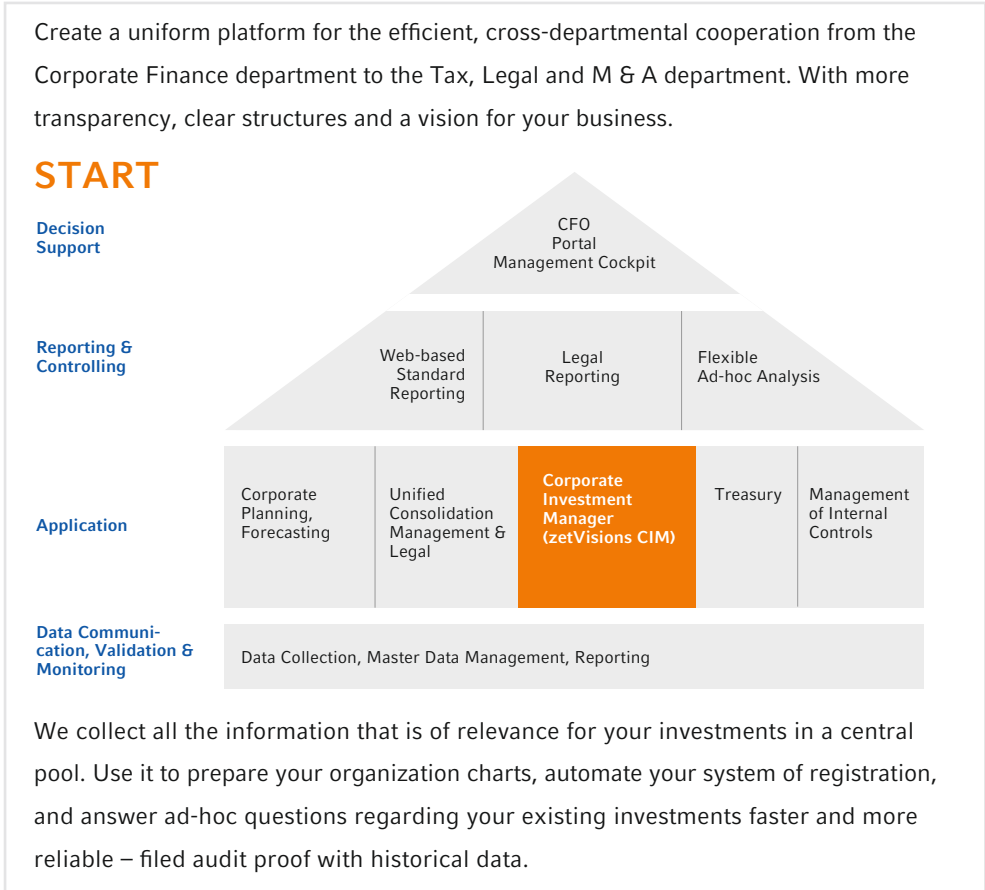 Create a uniform platform for the efficient, cross-departmental cooperation from the
Corporate Finance department to the Tax, Legal and M & A department. With more
transparency, clear structures and a vision for your business.
START
Decision
Support
CFO
Portal
Management Cockpit
Reporting &
Controlling
Web-based
Standard
Reporting
Legal
Reporting
Flexible
Ad-hoc Analysis
Application
Corporate
Planning,
Forecasting
Unified
Consolidation
Management &
Legal
Corporate
Investment
Manager
(zetVisions CIM)
Treasury
Management
of Internal
Controls
Data Communi-
cation, Validation &
Monitoring
Data Collection, Master Data Management, Reporting
We collect all the information that is of relevance for your investments in a central
pool. Use it to prepare your organization charts, automate your system of registration,
and answer ad-hoc questions regarding your existing investments faster and more
reliable – filed audit proof with historical data.